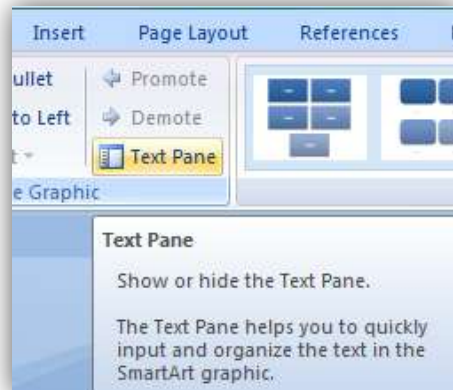 Insert Page Layout References
ullet Promote
to Left Demote
Text Pane
e Graphic
Text Pane
Show or hide the Text Pane.
The Text Pane helps you to quickly
input and organize the text in the
SmartArt graphic.